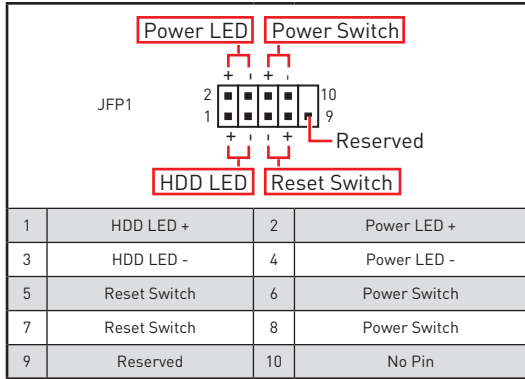 Power LED Power Switch
+ - + -
JFP1
2 10
1 9
+ - - +
Reserved
HDD LED Reset Switch
1 HDD LED + 2 Power LED +
3 HDD LED - 4 Power LED -
5 Reset Switch 6 Power Switch
7 Reset Switch 8 Power Switch
9 Reserved 10 No Pin